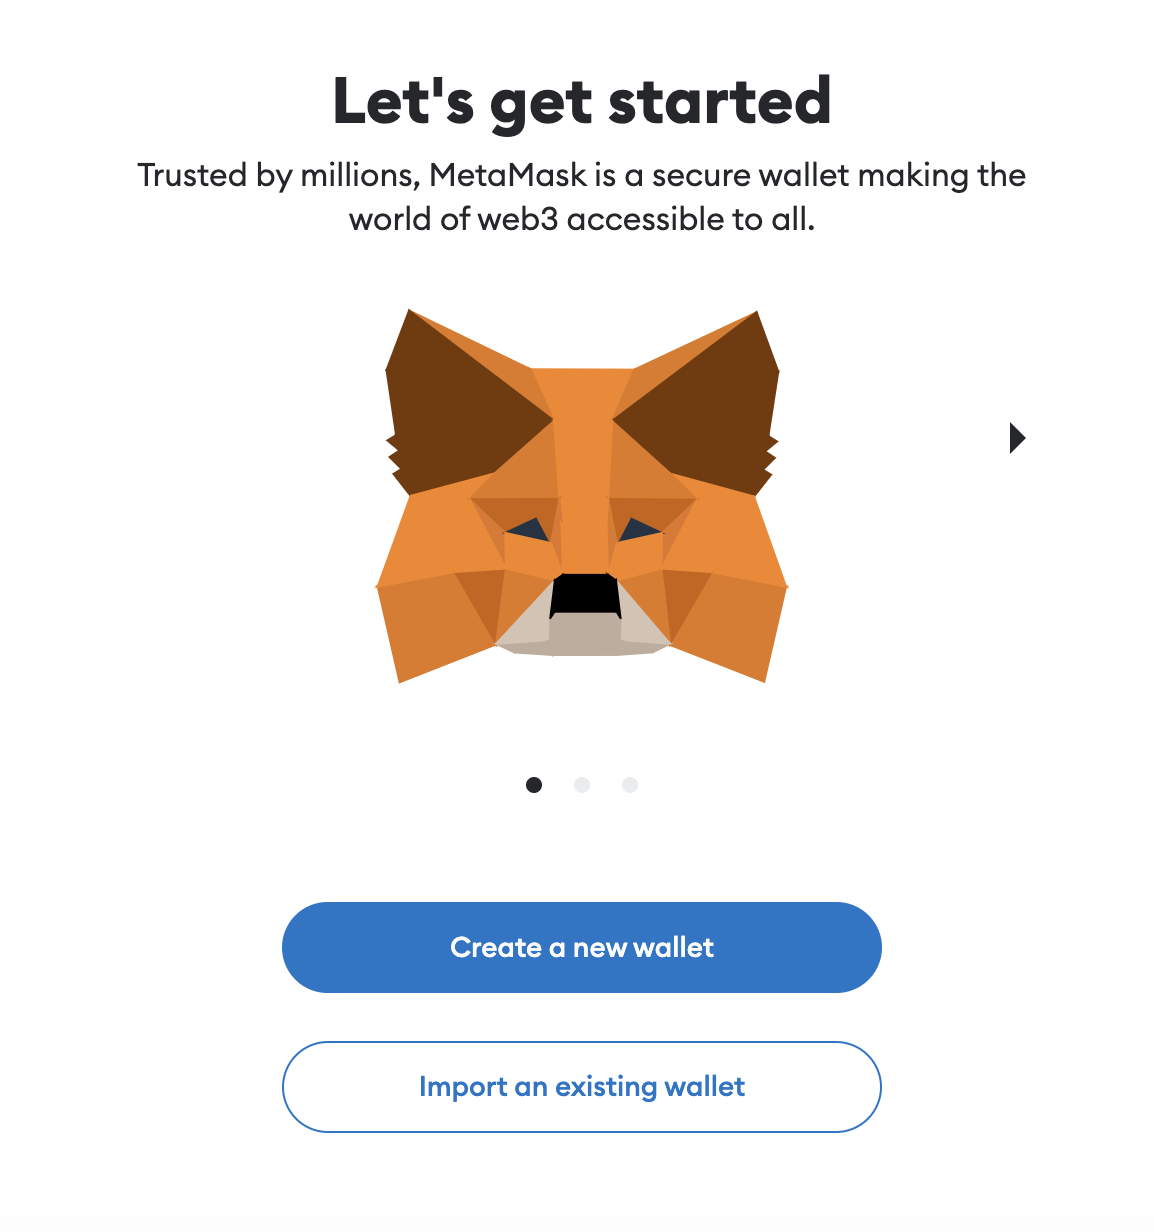 Let's get started
Trusted by millions, MetaMask is a secure wallet making the
world of web3 accessible to all.
Create a new wallet
Import an existing wallet